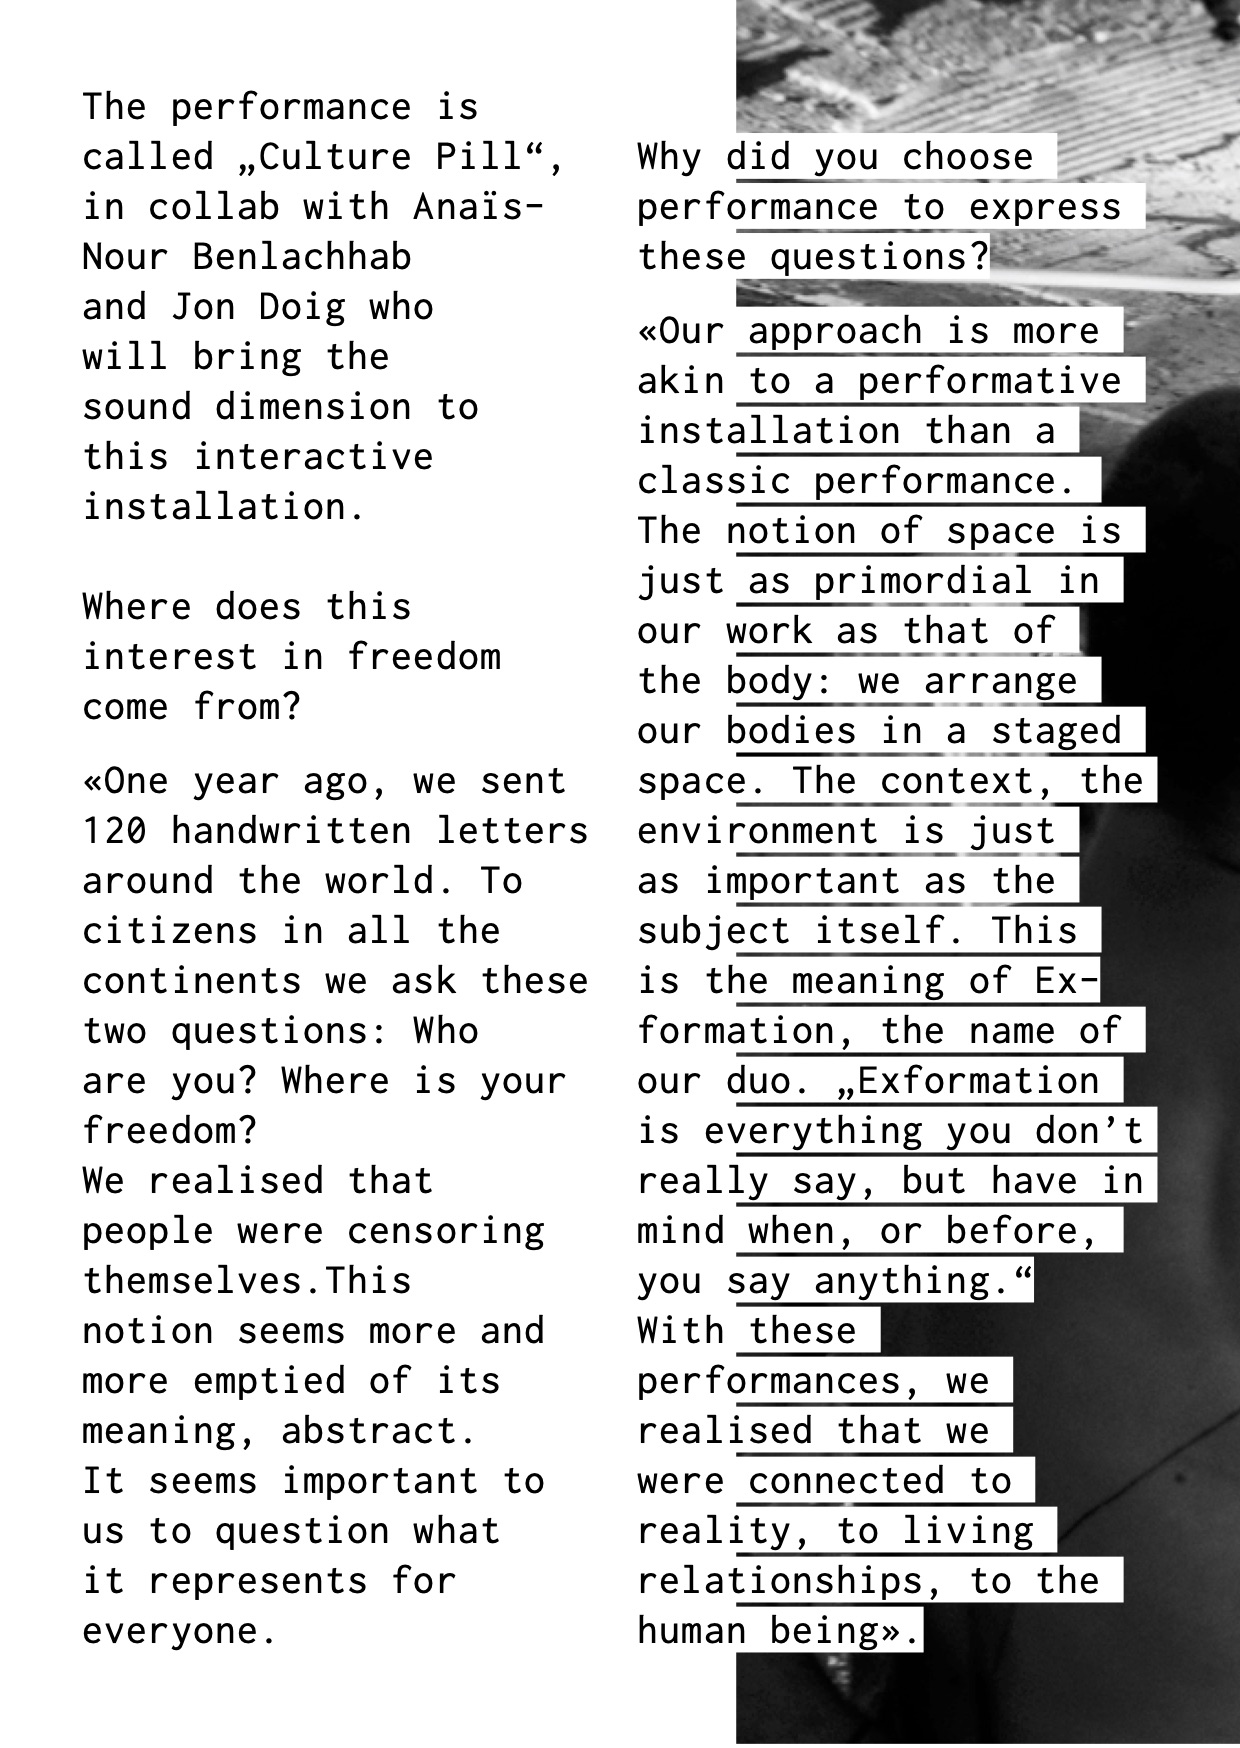 The performance is
called „Culture Pill“,
in collab with Anaïs-
Nour Benlachhab
and Jon Doig who
will bring the
sound dimension to
this interactive
installation.
Where does this
interest in freedom
come from?
«One year ago, we sent
120 handwritten letters
around the world. To
citizens in all the
continents we ask these
two questions: Who
are you? Where is your
freedom?
We realised that
people were censoring
themselves.This
notion seems more and
more emptied of its
meaning, abstract.
It seems important to
us to question what
it represents for
everyone.
Why did you choose
performance to express
these questions?
«Our approach is more
akin to a performative
installation than a
classic performance.
The notion of space is
just as primordial in
our work as that of
the body: we arrange
our bodies in a staged
space. The context, the
environment is just
as important as the
subject itself. This
is the meaning of Ex-
formation, the name of
our duo. „Exformation
is everything you don’t
really say, but have in
mind when, or before,
you say anything.“
With these
performances, we
realised that we
were connected to
reality, to living
relationships, to the
human being».